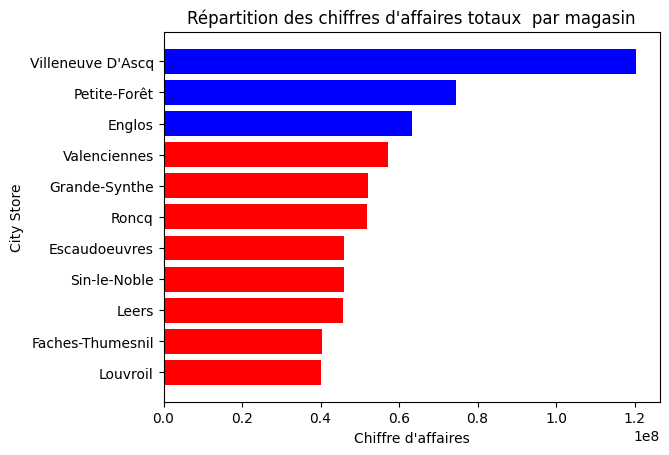 Répartition des chiffres d'affaires totaux  par magasin
Villeneuve D'Ascq
Petite-Forêt
Englos
Valenciennes
Grande-Synthe
Roncq
Escaudoeuvres
Sin-le-Noble
Leers
Faches-Thumesnil
Louvroil
City Store
0.0 0.2 0.4 0.6 0.8 1.0 1.2
1e8
Chiffre d'affaires